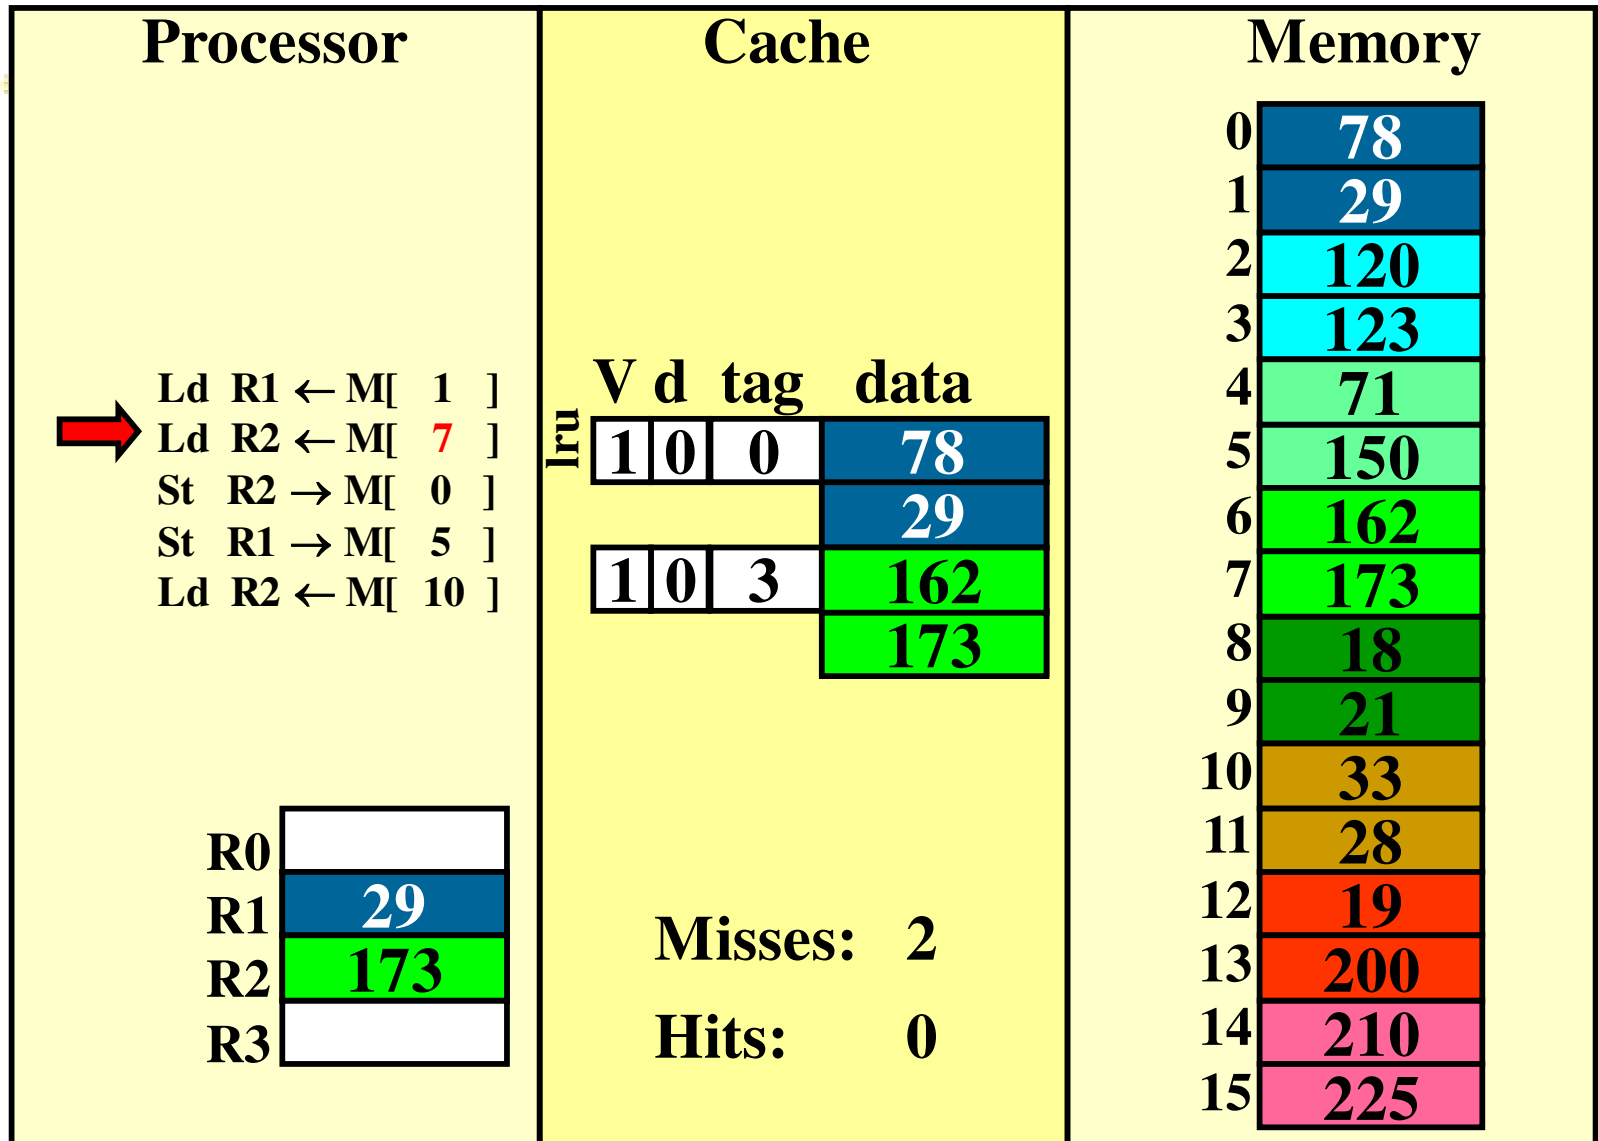 Processor
Ld R1 ← M[ 1 ]
Ld R2 ← M[ 7 ]
St R2 → M[ 0 ]
St R1 → M[ 5 ]
Ld R2 ← M[ 10 ]
R0
R1 29
R2 173
R3
Cache
V d tag data
lru
1 0 0 78
29
1 0 3 162
173
Misses: 2
Hits: 0
Memory
0 78
1 29
2 120
3 123
4 71
5 150
6 162
7 173
8 18
9 21
10 33
11 28
12 19
13 200
14 210
15 225